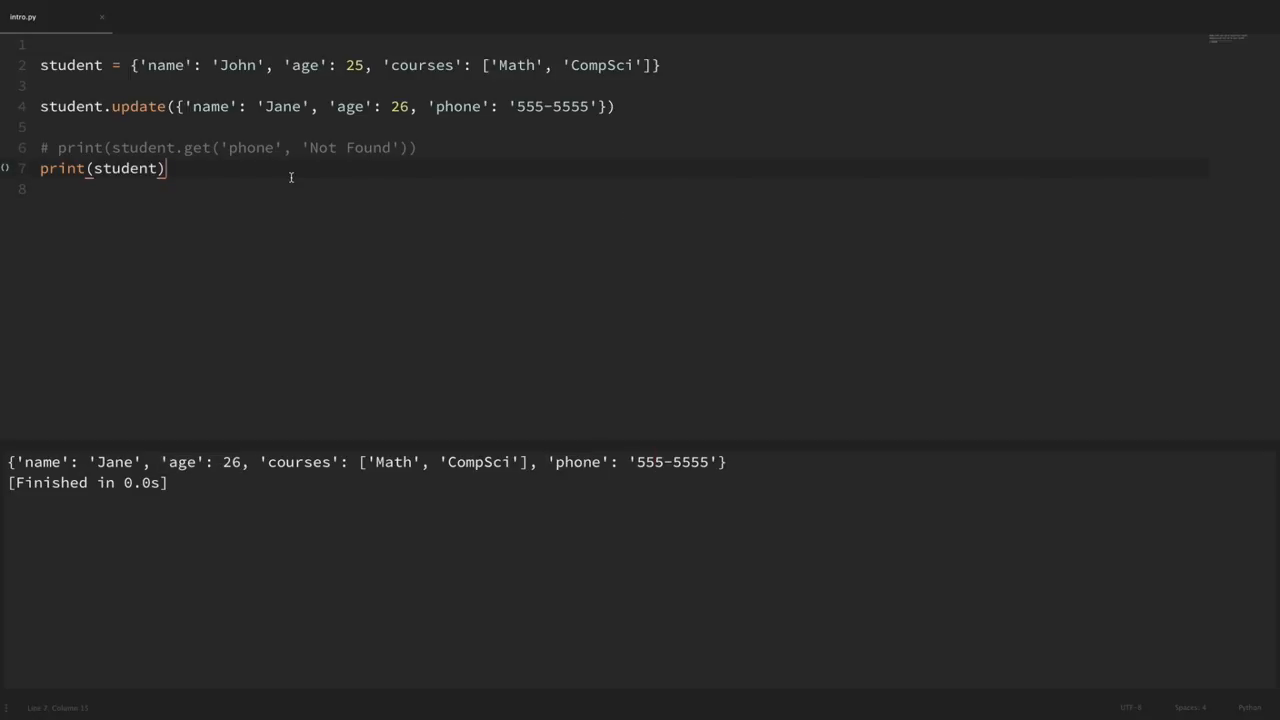 intro.py ×
1
2 student = {'name': 'John', 'age': 25, 'courses': ['Math', 'CompSci']}
3
4 student.update({'name': 'Jane', 'age': 26, 'phone': '555-5555'})
5
6 # print(student.get('phone', 'Not Found'))
7 print(student)
8
{'name': 'Jane', 'age': 26, 'courses': ['Math', 'CompSci'], 'phone': '555-5555'}
[Finished in 0.0s]
Line 7, Column 15 UTF-8 Spaces: 4 Python